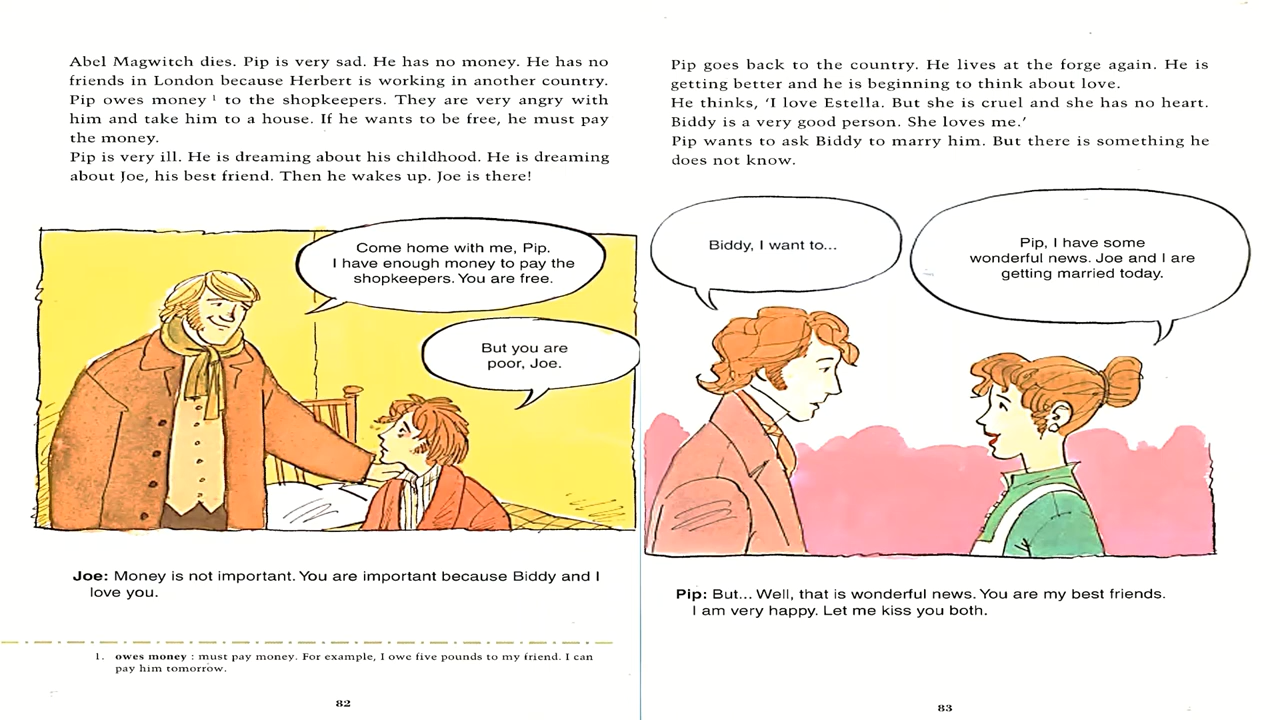 Abel Magwitch dies. Pip is very sad. He has no money. He has no
friends in London because Herbert is working in another country.
Pip owes money 1 to the shopkeepers. They are very angry with
him and take him to a house. If he wants to be free, he must pay
the money.
Pip is very ill. He is dreaming about his childhood. He is dreaming
about Joe, his best friend. Then he wakes up. Joe is there!
Come home with me, Pip.
I have enough money to pay the
shopkeepers. You are free.
But you are
poor, Joe.
Joe: Money is not important. You are important because Biddy and I
love you.
1. owes money : must pay money. For example, I owe five pounds to my friend. I can
pay him tomorrow.
82
Pip goes back to the country. He lives at the forge again. He is
getting better and he is beginning to think about love.
He thinks, ‘I love Estella. But she is cruel and she has no heart.
Biddy is a very good person. She loves me.’
Pip wants to ask Biddy to marry him. But there is something he
does not know.
Biddy, I want to...
Pip, I have some
wonderful news. Joe and I are
getting married today.
Pip: But... Well, that is wonderful news. You are my best friends.
I am very happy. Let me kiss you both.
83